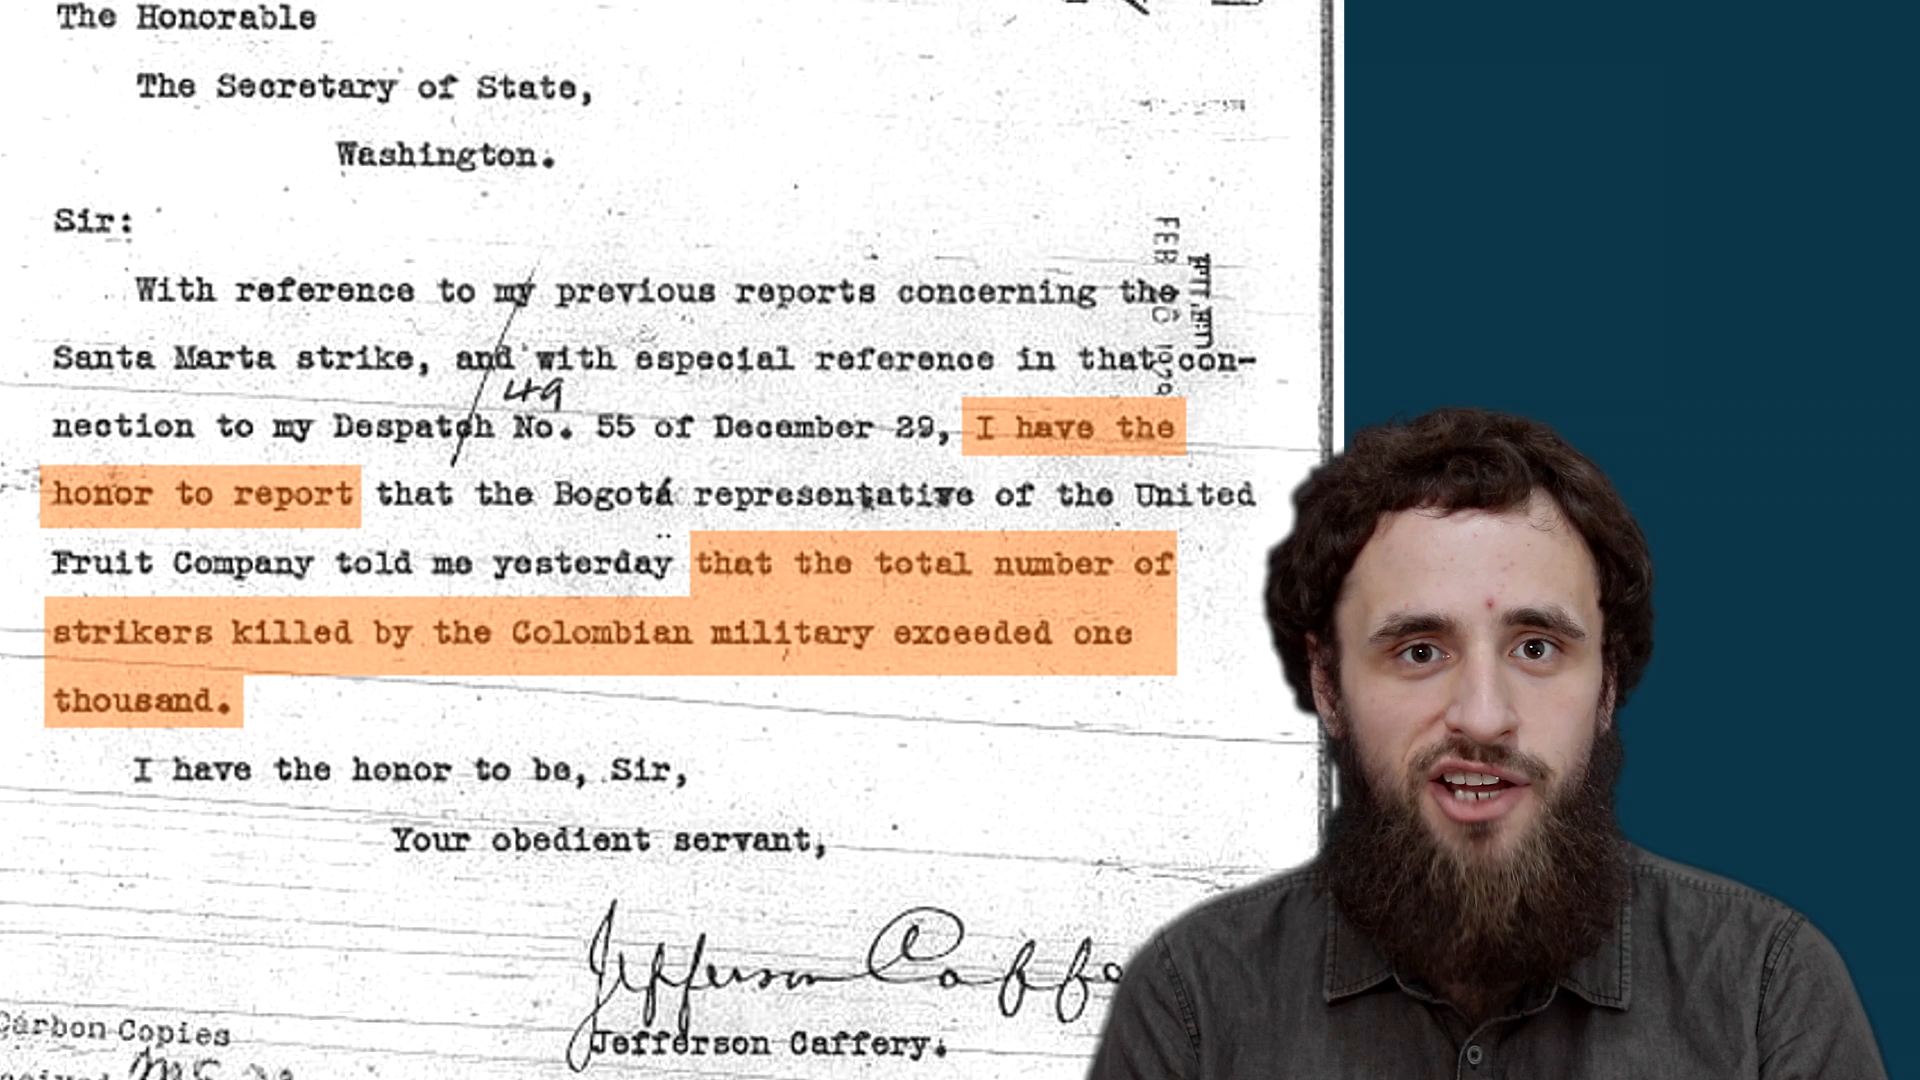 The Honorable
The Secretary of State,
Washington.
Sir:
With reference to my previous reports concerning the
Santa Marta strike, and with especial reference in that con-
49
nection to my Despatch No. 55 of December 29, I have the
honor to report that the Bogotá representative of the United
Fruit Company told me yesterday that the total number of
strikers killed by the Colombian military exceeded one
thousand.
I have the honor to be, Sir,
Your obedient servant,
Jefferson Caffe
Jefferson Caffery.
Carbon Copies
FEB
1929